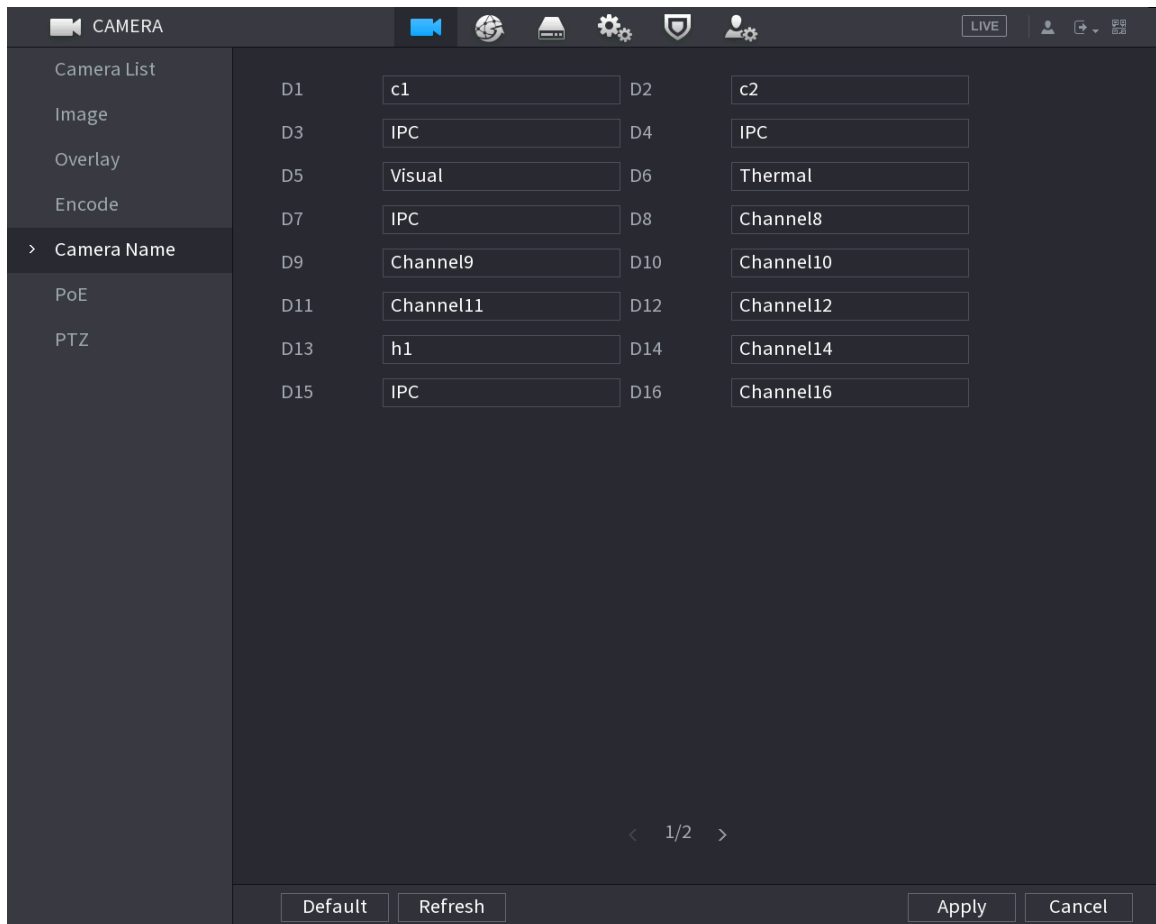 CAMERA LIVE
Camera List
Image
Overlay
Encode
> Camera Name
PoE
PTZ
D1 c1 D2 c2
D3 IPC D4 IPC
D5 Visual D6 Thermal
D7 IPC D8 Channel8
D9 Channel9 D10 Channel10
D11 Channel11 D12 Channel12
D13 h1 D14 Channel14
D15 IPC D16 Channel16
< 1/2 >
Default Refresh Apply Cancel